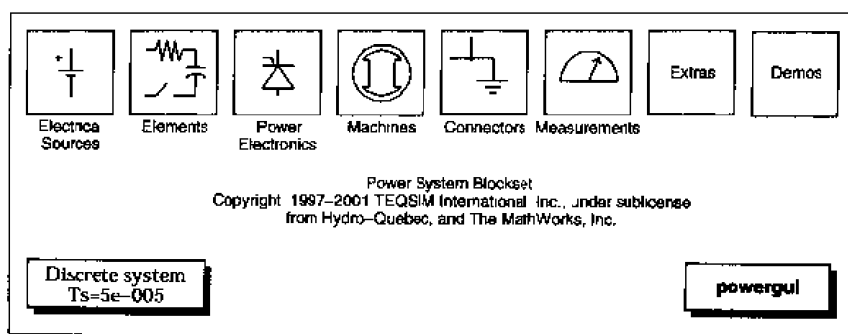 Electrica
Sources
Elements
Power
Electronics
Machines
Connectors
Measurements
Extras
Demos
Power System Blockset
Copyright 1997–2001 TEQSIM International Inc., under sublicense
from Hydro–Quebec, and The MathWorks, Inc.
Discrete system
Ts=5e–005
powergui